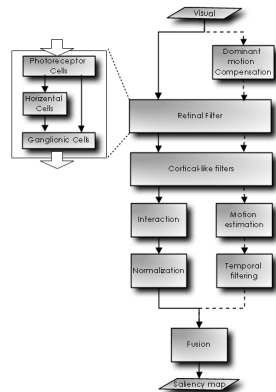 Visual
Dominant
motion
Compensation
Photoreceptor
Cells
Horizental
Cells
Ganglionic Cells
Retinal Filter
Cortical-like filters
Interaction
Motion
estimation
Normalization
Temporal
filtering
Fusion
Saliency map